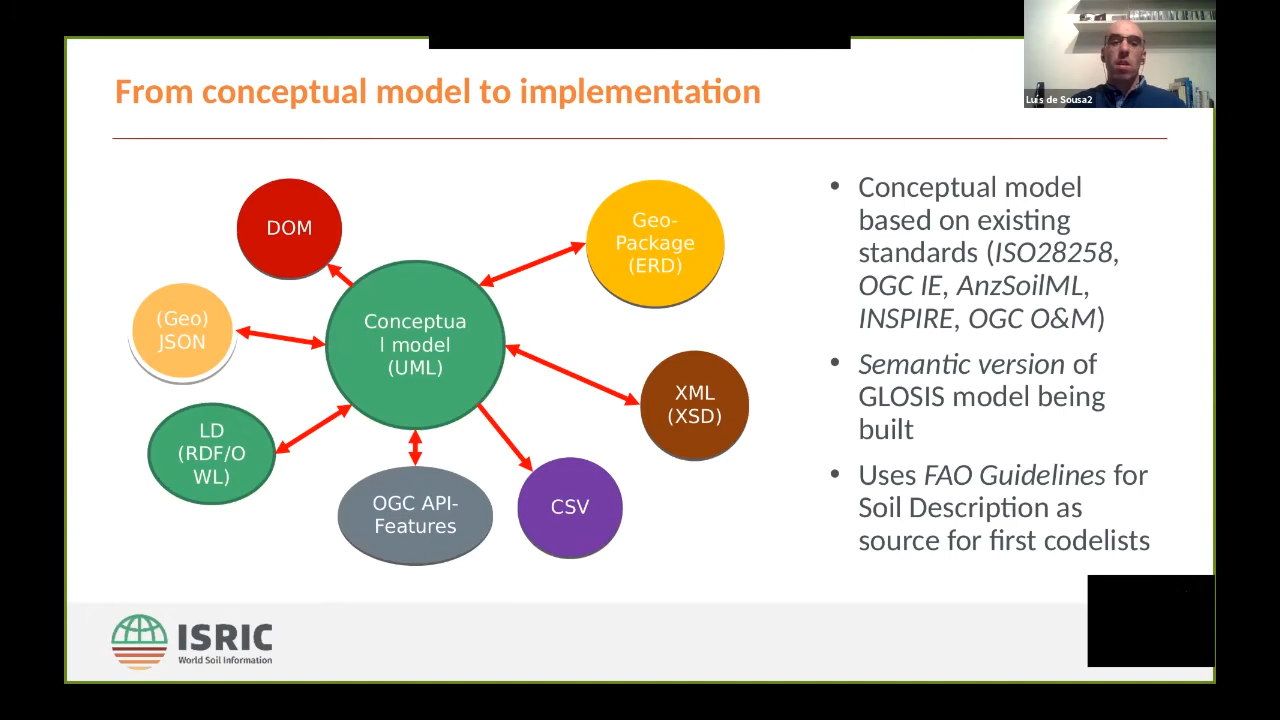 From conceptual model to implementation
Luís de Sousa2
DOM
Geo-
Package
(ERD)
(Geo)
JSON
Conceptua
l model
(UML)
XML
(XSD)
LD
(RDF/O
WL)
OGC API-
Features
CSV
• Conceptual model
based on existing
standards (ISO28258,
OGC IE, AnzSoilML,
INSPIRE, OGC O&M)
• Semantic version of
GLOSIS model being
built
• Uses FAO Guidelines for
Soil Description as
source for first codelists
ISRIC
World Soil Information